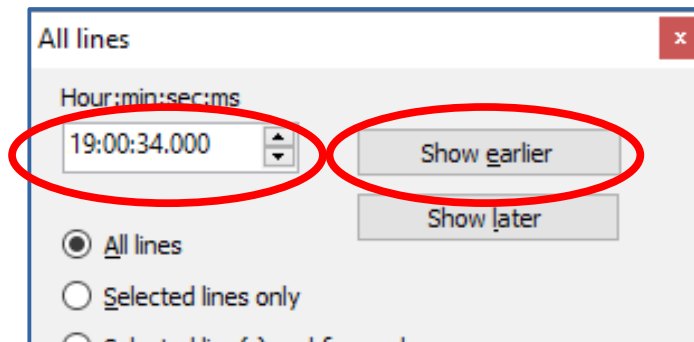 All lines
x
Hour:min:sec:ms
19:00:34.000
Show earlier
Show later
All lines
Selected lines only